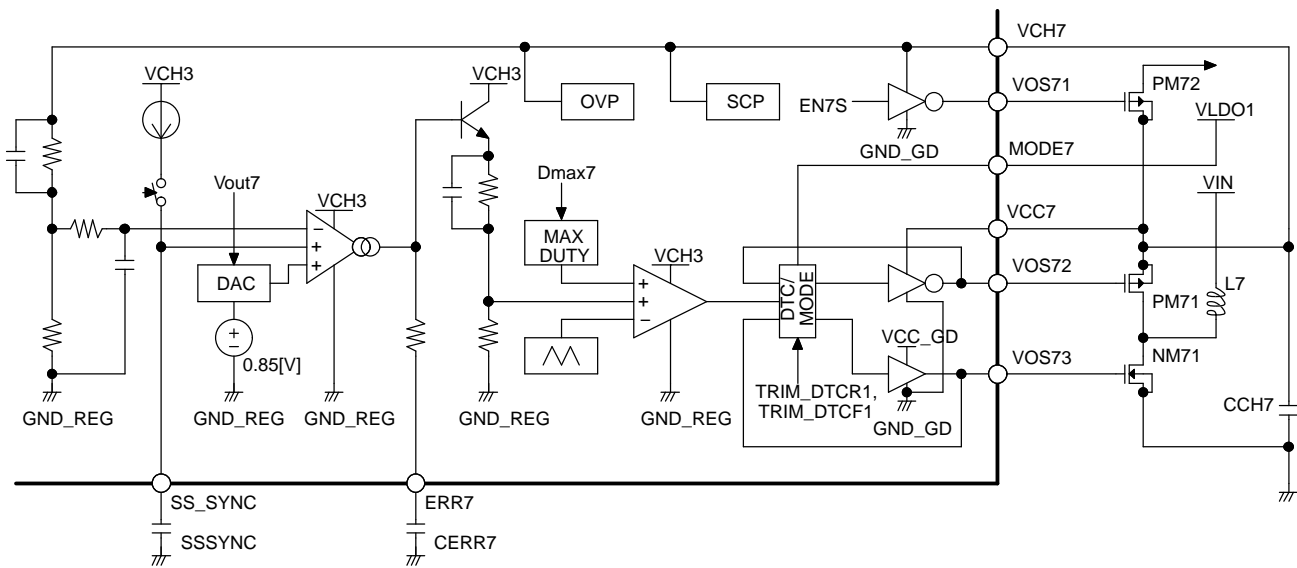 VCH7
VCH3
VCH3
OVP
SCP
EN7S
VOS71
PM72
GND_GD
VLDO1
MODE7
Vout7
Dmax7
VIN
VCH3
VCC7
MAX
DUTY
VCH3
DAC
DTC/
MODE
VOS72
L7
PM71
0.85[V]
VCC_GD
NM71
VOS73
TRIM_DTCR1,
TRIM_DTCF1
GND_REG
GND_REG
GND_REG
GND_REG
GND_REG
GND_GD
CCH7
SS_SYNC
ERR7
SSSYNC
CERR7